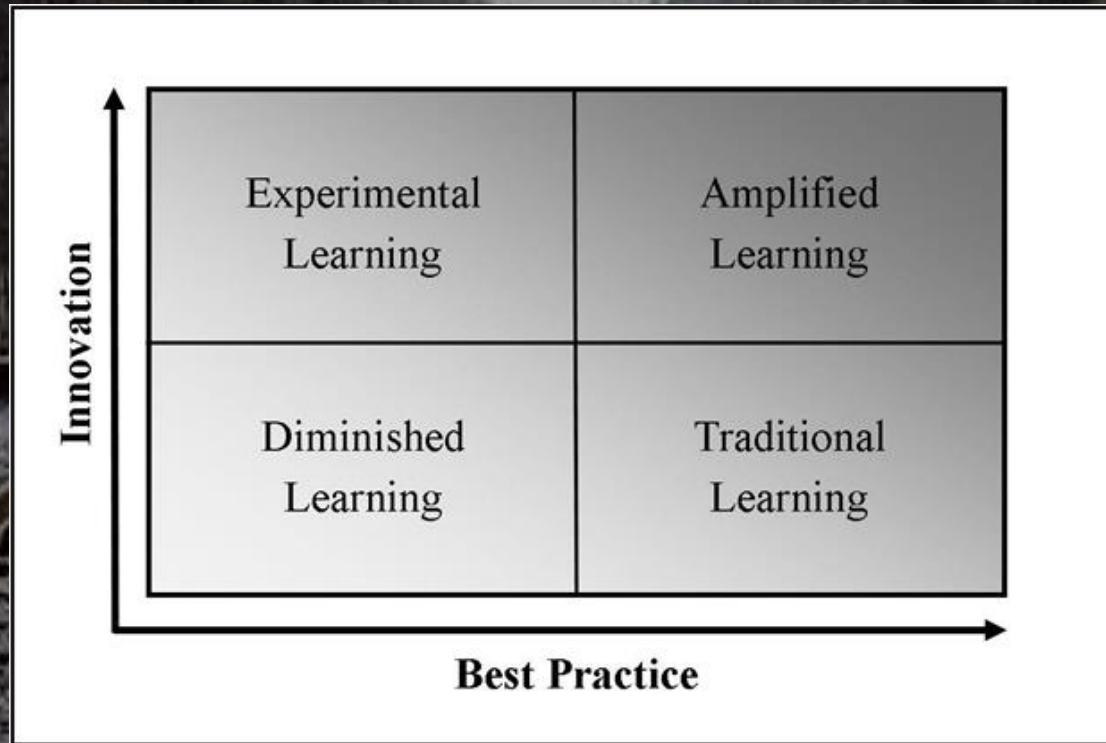 Experimental
Learning
Amplified
Learning
Innovation
Diminished
Learning
Traditional
Learning
Best Practice